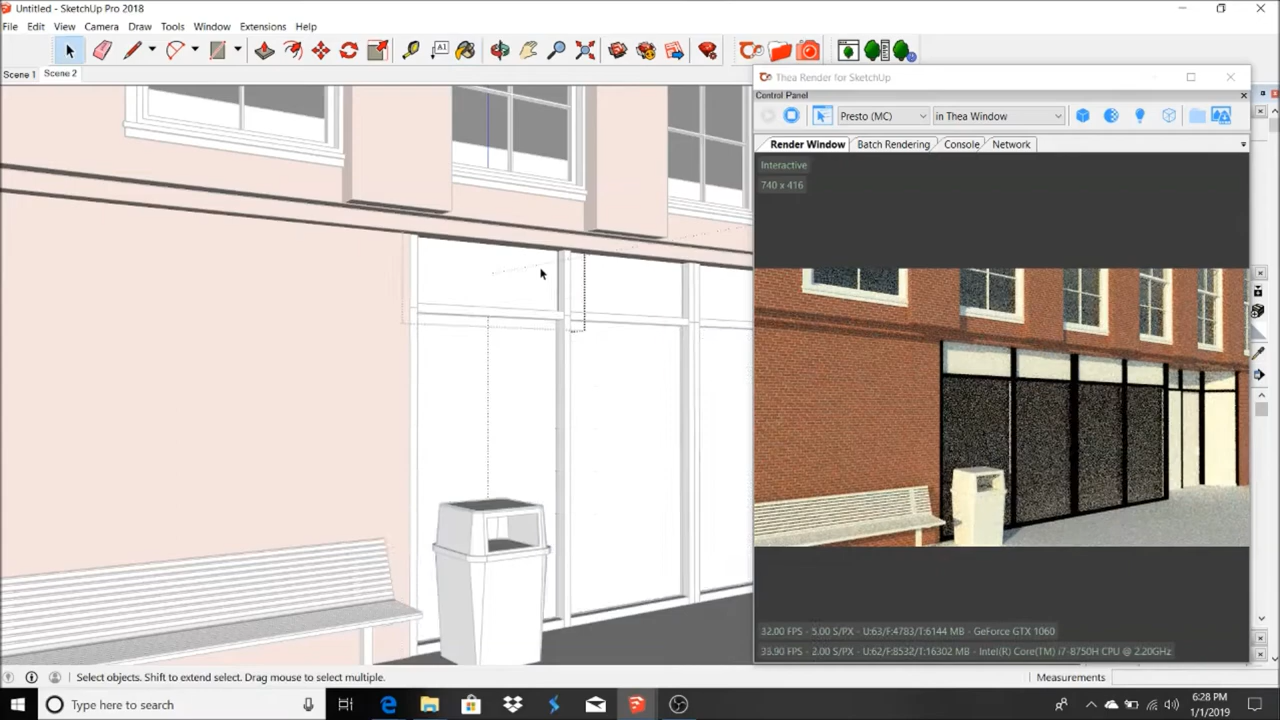 Untitled - SketchUp Pro 2018
File Edit View Camera Draw Tools Window Extensions Help
A1
Scene 1 Scene 2
Thea Render for SketchUp
Control Panel
Presto (MC) in Thea Window
Render Window Batch Rendering Console Network
Interactive
740 x 416
32.00 FPS - 5.00 S/PX - U:63/F:4783/T:6144 MB - GeForce GTX 1060
33.90 FPS - 2.00 S/PX - U:62/F:8532/T:16302 MB - Intel(R) Core(TM) i7-8750H CPU @ 2.20GHz
Select objects. Shift to extend select. Drag mouse to select multiple.
Measurements
Type here to search
6:28 PM
1/1/2019